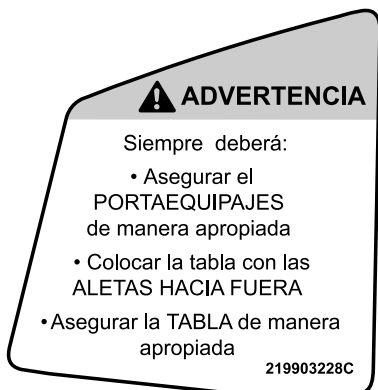 ADVERTENCIA
Siempre deberá:
• Asegurar el
PORTAEQUIPAJES
de manera apropiada
• Colocar la tabla con las
ALETAS HACIA FUERA
•Asegurar la TABLA de manera
apropiada
219903228C